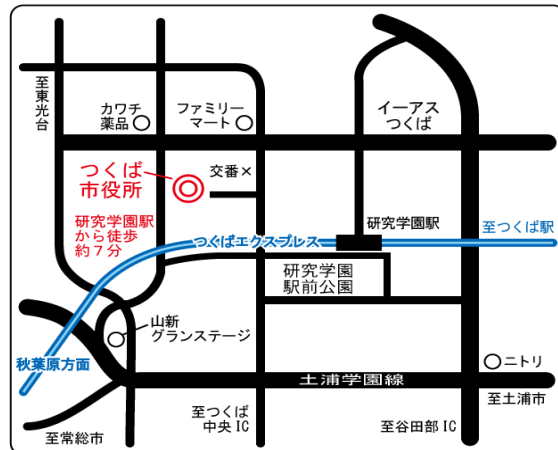 至東光台
カワチ
薬品
ファミリー
マート
イーアス
つくば
つくば
市役所
交番×
研究学園駅
から徒歩
約7分
つくばエクスプレス
研究学園駅
至つくば駅
研究学園
駅前公園
山新
グランステージ
秋葉原方面
ニトリ
土浦学園線
至土浦市
至つくば
中央IC
至谷田部IC
至常総市